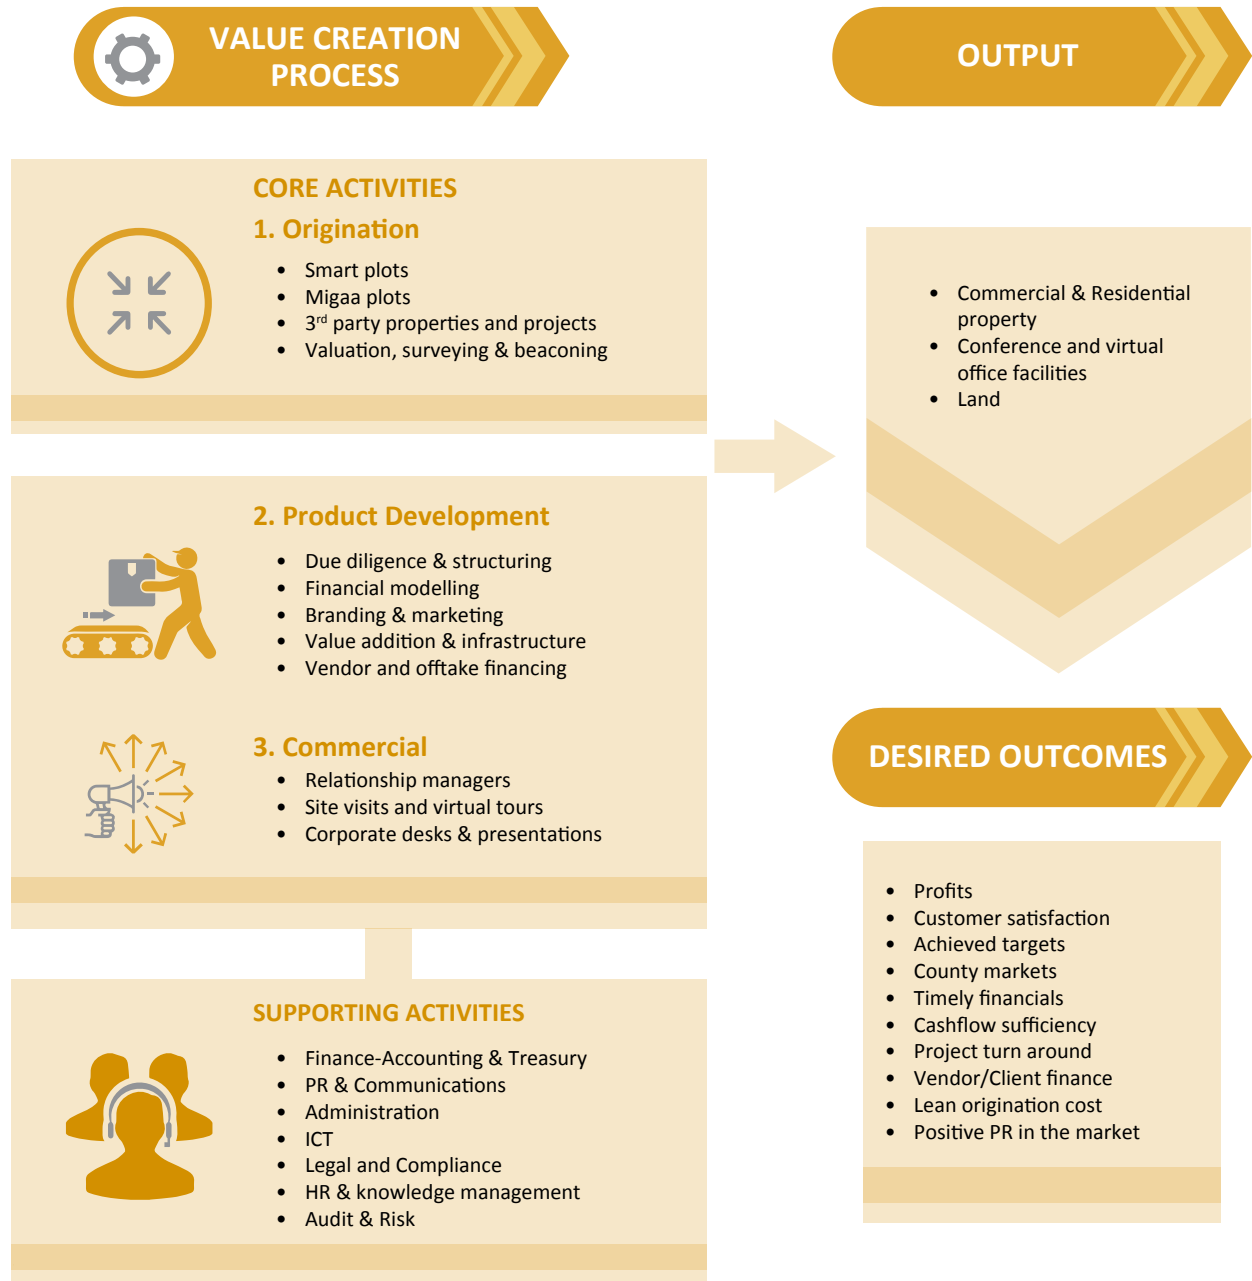 VALUE CREATION
PROCESS
CORE ACTIVITIES
1. Origination
• Smart plots
• Migaa plots
• 3rd party properties and projects
• Valuation, surveying & beaconing
2. Product Development
• Due diligence & structuring
• Financial modelling
• Branding & marketing
• Value addition & infrastructure
• Vendor and offtake financing
3. Commercial
• Relationship managers
• Site visits and virtual tours
• Corporate desks & presentations
SUPPORTING ACTIVITIES
• Finance-Accounting & Treasury
• PR & Communications
• Administration
• ICT
• Legal and Compliance
• HR & knowledge management
• Audit & Risk
OUTPUT
• Commercial & Residential
property
• Conference and virtual
office facilities
• Land
DESIRED OUTCOMES
• Profits
• Customer satisfaction
• Achieved targets
• County markets
• Timely financials
• Cashflow sufficiency
• Project turn around
• Vendor/Client finance
• Lean origination cost
• Positive PR in the market